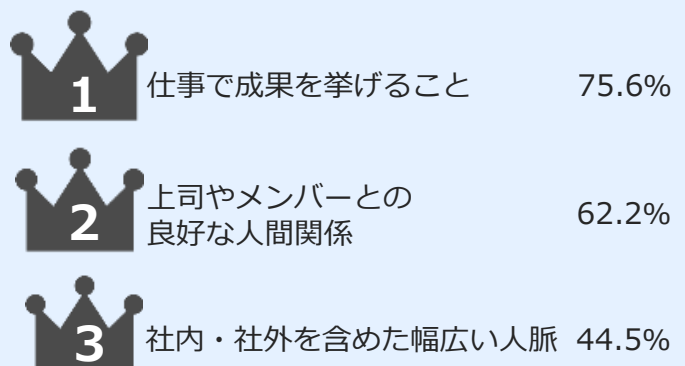 1 仕事で成果を挙げること 75.6%
2 上司やメンバーとの
良好な人間関係 62.2%
3 社内・社外を含めた幅広い人脈 44.5%